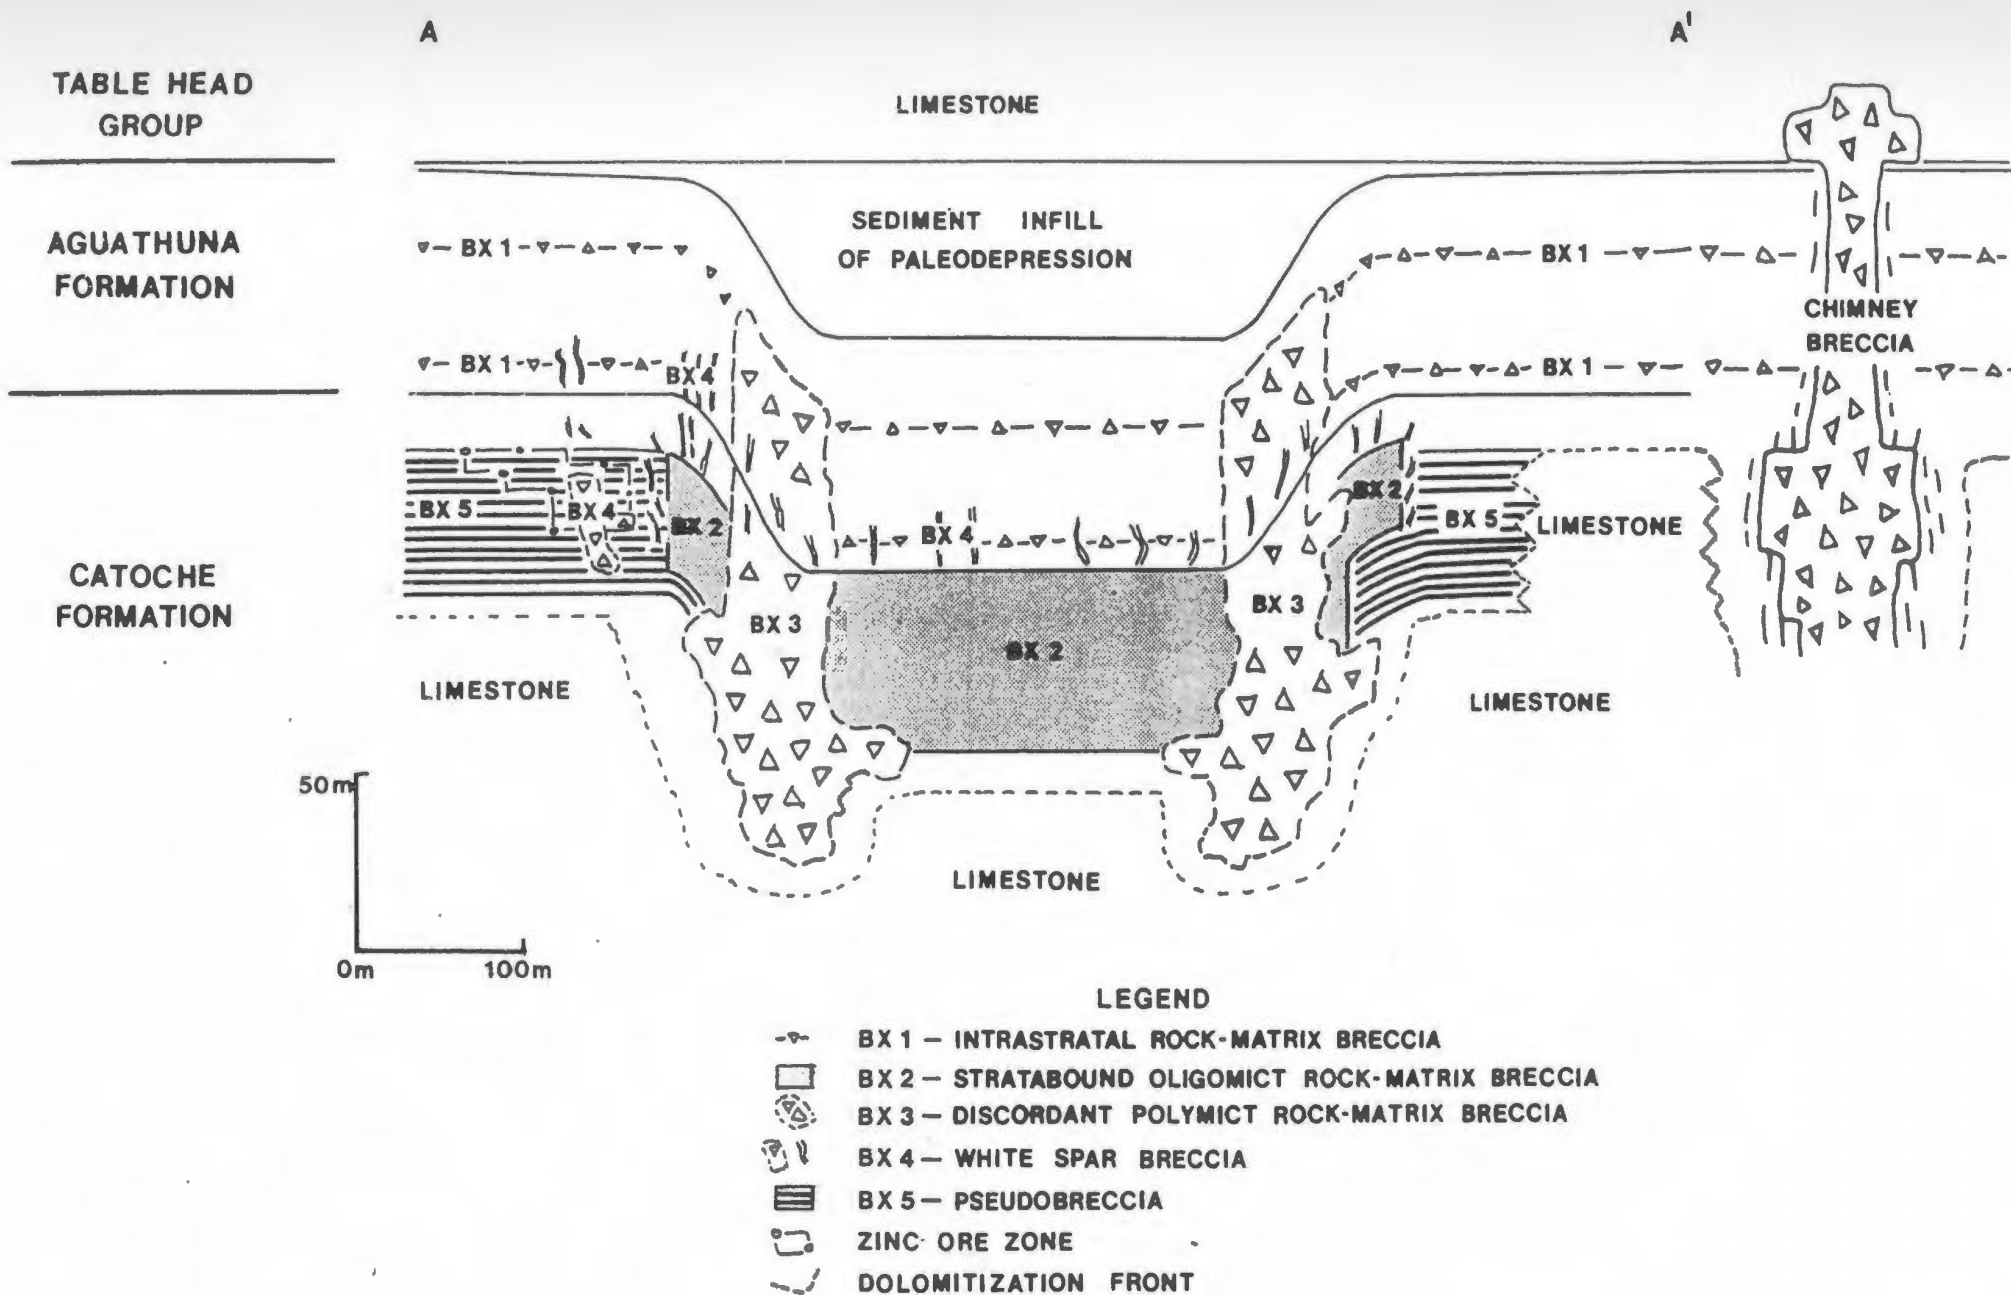 A
A'
TABLE HEAD
GROUP
LIMESTONE
AGUATHUNA
FORMATION
SEDIMENT INFILL
OF PALEODEPRESSION
BX 1
BX 1
CHIMNEY
BRECCIA
BX 1
BX 4
BX 1
CATOCHE
FORMATION
BX 5
BX 4
BX 2
BX 4
BX 2
BX 5
LIMESTONE
BX 3
BX 2
BX 3
LIMESTONE
LIMESTONE
LIMESTONE
50m
0m
100m
LEGEND
BX 1 — INTRASTRATAL ROCK-MATRIX BRECCIA
BX 2 — STRATABOUND OLIGOMICT ROCK-MATRIX BRECCIA
BX 3 — DISCORDANT POLYMICT ROCK-MATRIX BRECCIA
BX 4 — WHITE SPAR BRECCIA
BX 5 — PSEUDOBRECCIA
ZINC ORE ZONE
DOLOMITIZATION FRONT